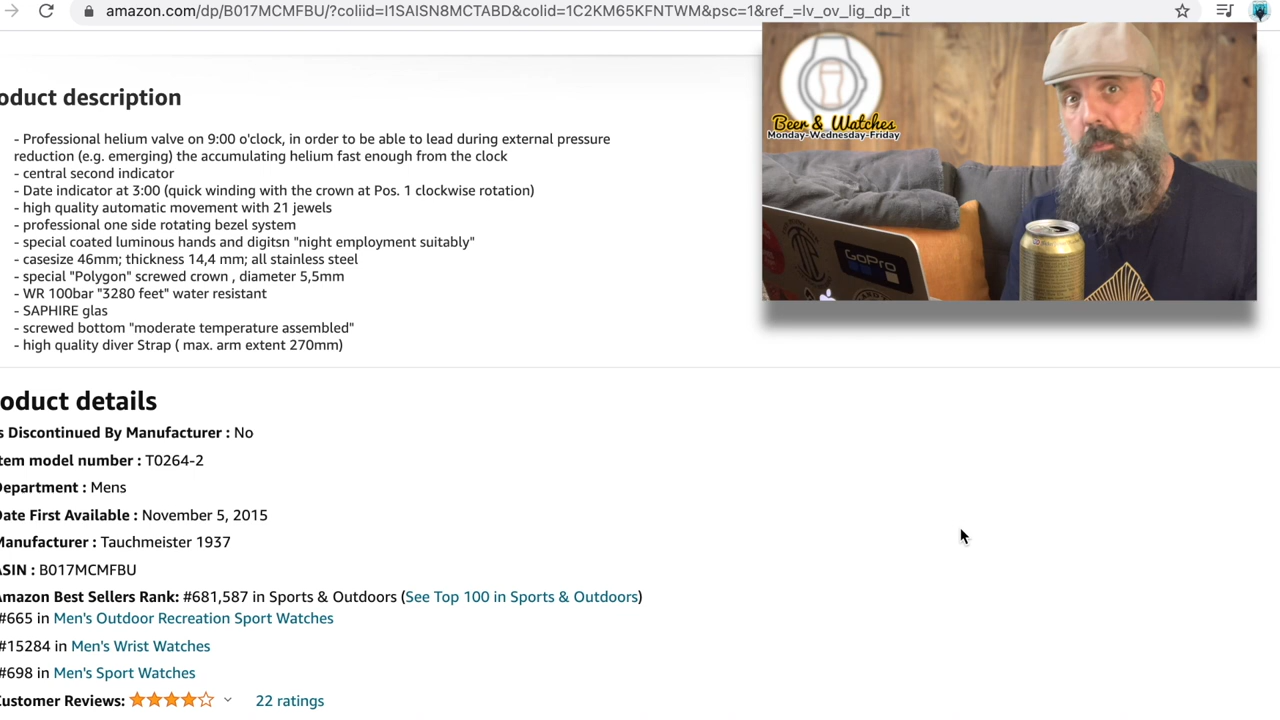 amazon.com/dp/B017MCMFBU/?coliid=I1SAISN8MCTABD&colid=1C2KM65KFNTWM&psc=1&ref_=lv_ov_lig_dp_it
oduct description
- Professional helium valve on 9:00 o'clock, in order to be able to lead during external pressure
reduction (e.g. emerging) the accumulating helium fast enough from the clock
- central second indicator
- Date indicator at 3:00 (quick winding with the crown at Pos. 1 clockwise rotation)
- high quality automatic movement with 21 jewels
- professional one side rotating bezel system
- special coated luminous hands and digitsn "night employment suitably"
- casesize 46mm; thickness 14,4 mm; all stainless steel
- special "Polygon" screwed crown , diameter 5,5mm
- WR 100bar "3280 feet" water resistant
- SAPHIRE glas
- screwed bottom "moderate temperature assembled"
- high quality diver Strap ( max. arm extent 270mm)
Beer & Watches
Monday-Wednesday-Friday
GoPro
oduct details
s Discontinued By Manufacturer : No
tem model number : T0264-2
Department : Mens
Date First Available : November 5, 2015
Manufacturer : Tauchmeister 1937
ASIN : B017MCMFBU
Amazon Best Sellers Rank: #681,587 in Sports & Outdoors (See Top 100 in Sports & Outdoors)
#665 in Men's Outdoor Recreation Sport Watches
#15284 in Men's Wrist Watches
#698 in Men's Sport Watches
Customer Reviews: 22 ratings